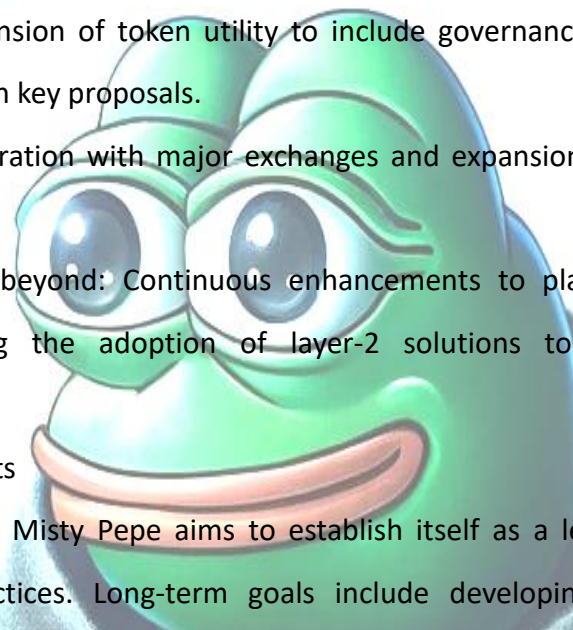 nsion of token utility to include governanc
n key proposals.
ration with major exchanges and expansion
beyond: Continuous enhancements to pla
g the adoption of layer-2 solutions to
ts
Misty Pepe aims to establish itself as a l
ctices. Long-term goals include developin